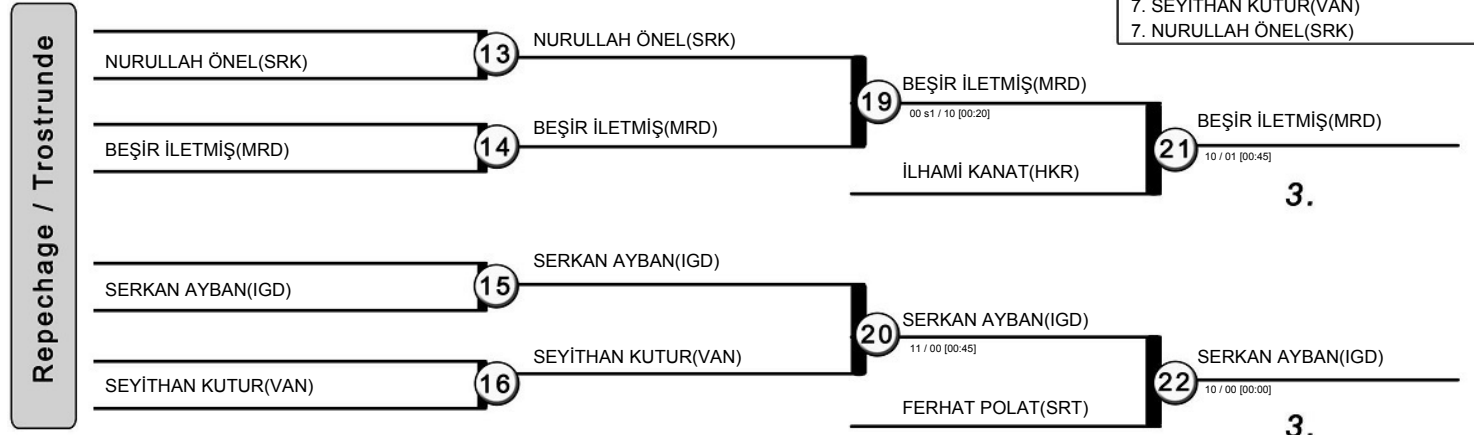 7. SEYİTHAN KUTUR(VAN)
7. NURULLAH ÖNEL(SRK)
Repechage / Trostrunde
NURULLAH ÖNEL(SRK)
13
NURULLAH ÖNEL(SRK)
BEŞİR İLETMİŞ(MRD)
14
BEŞİR İLETMİŞ(MRD)
19
BEŞİR İLETMİŞ(MRD)
00 s1 / 10 [00:20]
İLHAMİ KANAT(HKR)
21
BEŞİR İLETMİŞ(MRD)
10 / 01 [00:45]
3.
SERKAN AYBAN(IGD)
15
SERKAN AYBAN(IGD)
SEYİTHAN KUTUR(VAN)
16
SEYİTHAN KUTUR(VAN)
20
SERKAN AYBAN(IGD)
11 / 00 [00:45]
FERHAT POLAT(SRT)
22
SERKAN AYBAN(IGD)
10 / 00 [00:00]
3.